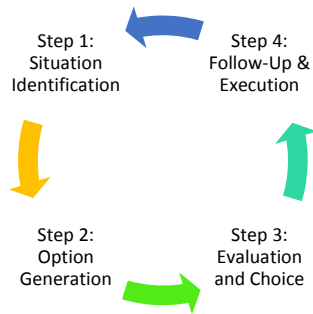 Step 1:
Situation
Identification
Step 4:
Follow-Up &
Execution
Step 2:
Option
Generation
Step 3:
Evaluation
and Choice